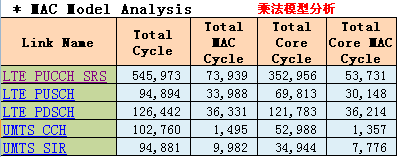 * MAC Model Analysis 乘法模型分析
Link Name Total Cycle Total MAC Cycle Total Core Cycle Total Core MAC Cycle
LTE PUCCH SRS 545,973 73,939 352,956 53,731
LTE PUSCH 94,894 33,988 69,813 30,148
LTE PDSCH 126,442 36,331 121,783 36,214
UMTS CCH 102,760 1,495 52,988 1,357
UMTS SIR 94,881 9,982 34,944 7,776